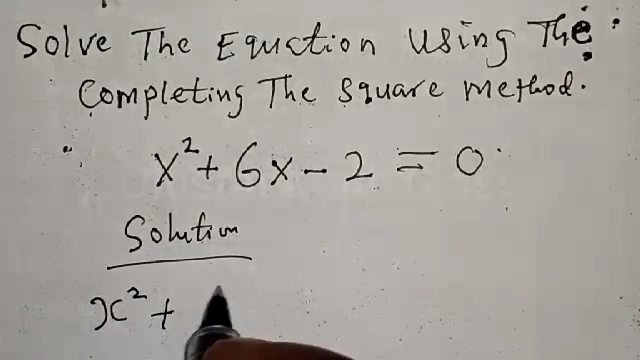 Solve The Equation Using The
Completing The Square method.
x² + 6x - 2 = 0
Solution
x² +